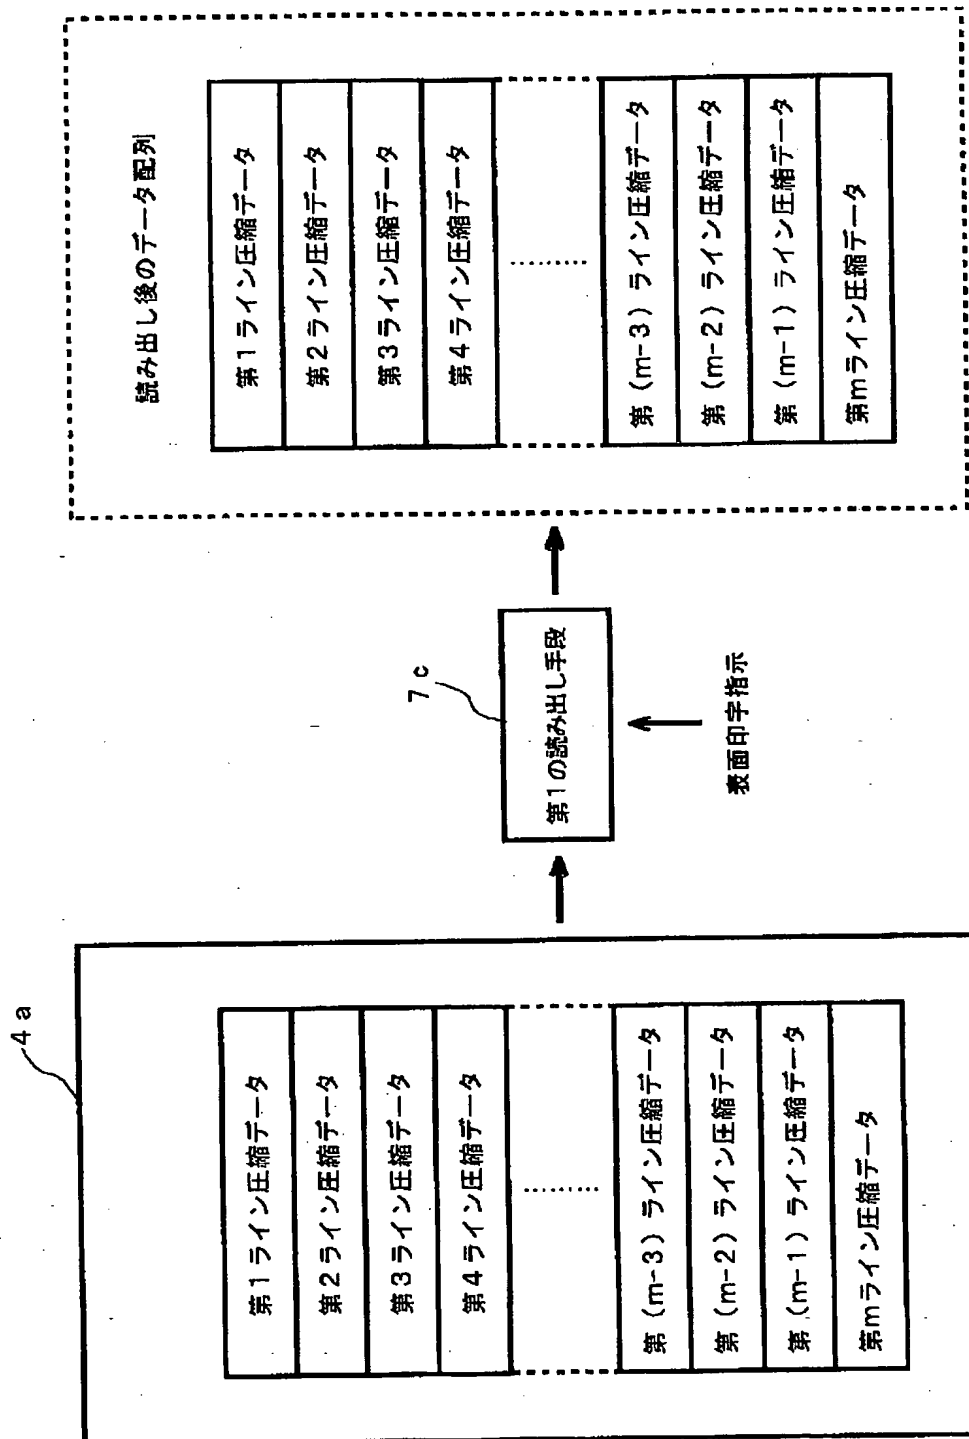 4a
第1ライン圧縮データ
第2ライン圧縮データ
第3ライン圧縮データ
第4ライン圧縮データ
………
第(m-3)ライン圧縮データ
第(m-2)ライン圧縮データ
第(m-1)ライン圧縮データ
第mライン圧縮データ
7c
第1の読み出し手段
表面印字指示
読み出し後のデータ配列
第1ライン圧縮データ
第2ライン圧縮データ
第3ライン圧縮データ
第4ライン圧縮データ
………
第(m-3)ライン圧縮データ
第(m-2)ライン圧縮データ
第(m-1)ライン圧縮データ
第mライン圧縮データ